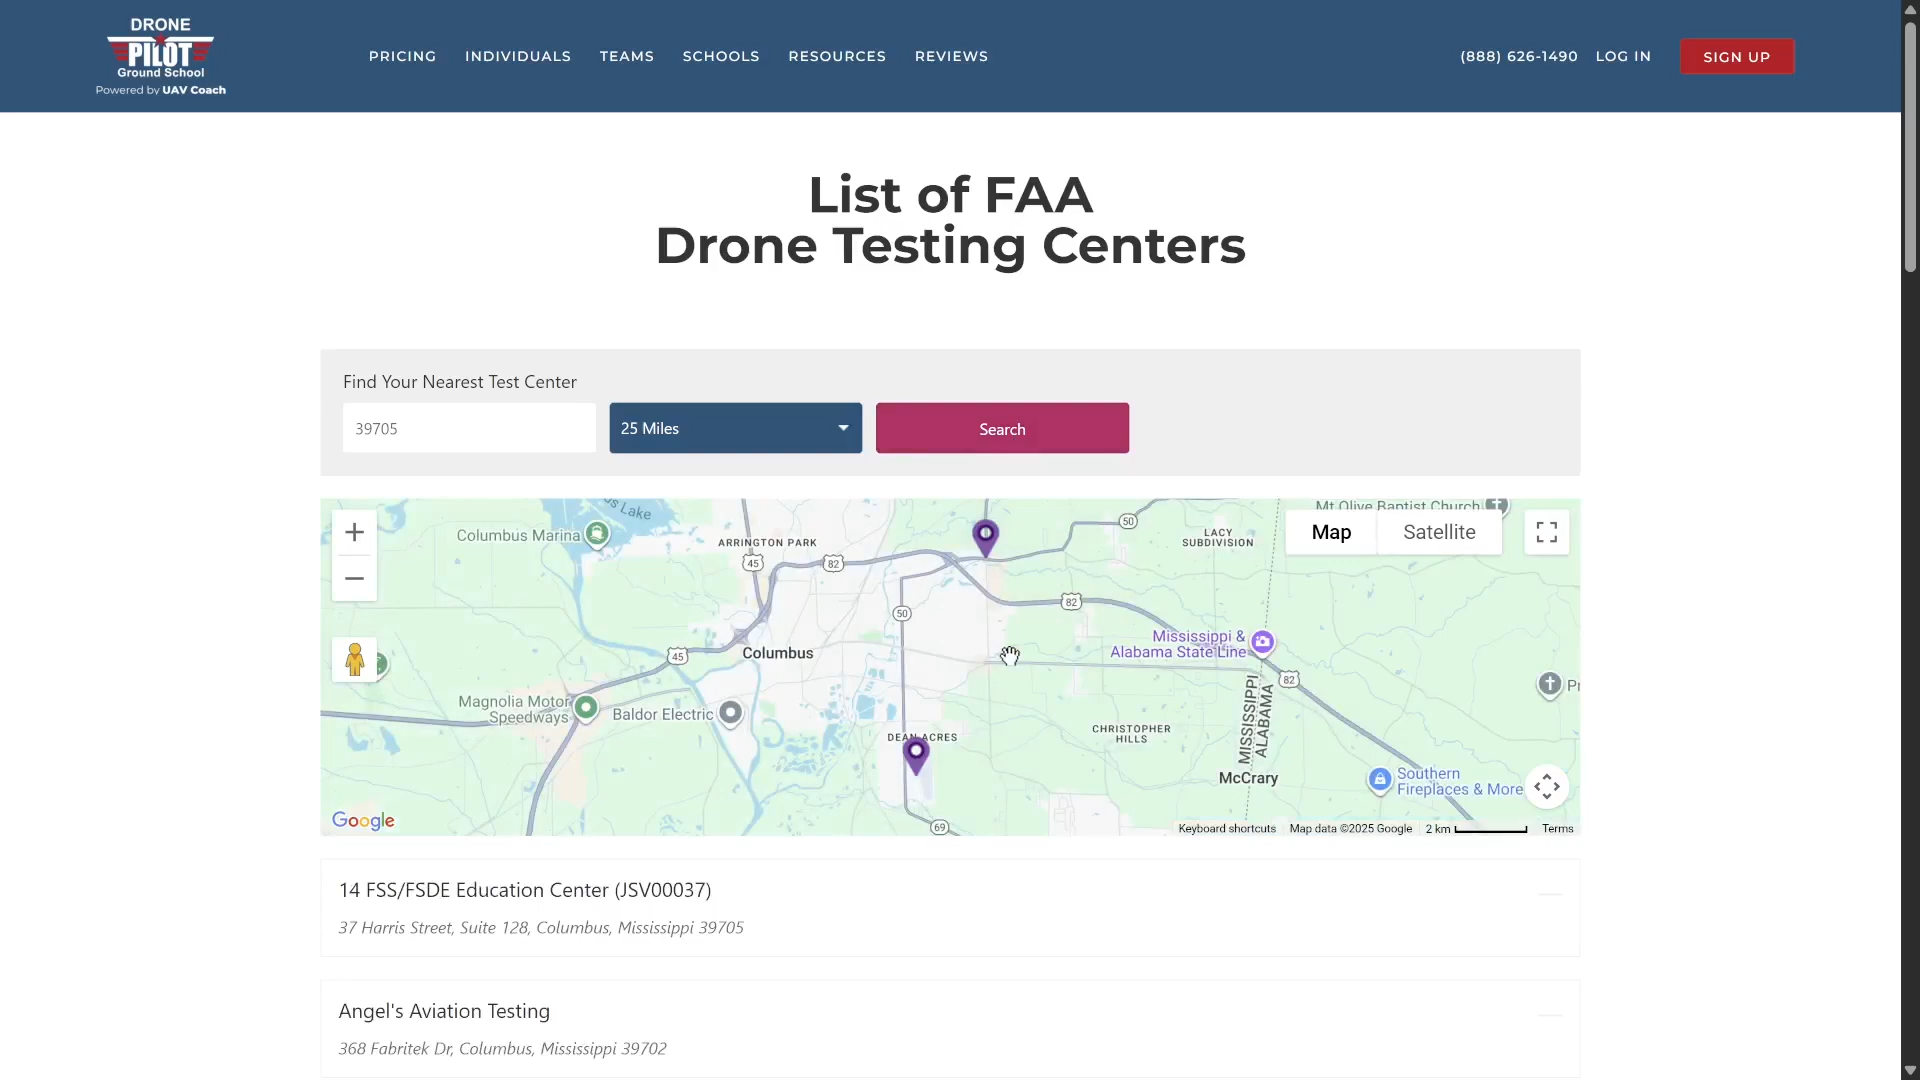 DRONE
PILOT
Ground School
Powered by UAV Coach
PRICING
INDIVIDUALS
TEAMS
SCHOOLS
RESOURCES
REVIEWS
(888) 626-1490
LOG IN
SIGN UP
List of FAA
Drone Testing Centers
Find Your Nearest Test Center
39705
25 Miles
Search
Mt Olive Baptist Church
Columbus Marina
ARRINGTON PARK
50
LACY
SUBDIVISION
Map
Satellite
45
82
82
50
Mississippi &
Alabama State Line
45
Columbus
82
Magnolia Motor
Speedways
Baldor Electric
DEAN ACRES
CHRISTOPHER
HILLS
MISSISSIPPI
ALABAMA
McCrary
Southern
Fireplaces & More
69
Google
Keyboard shortcuts
Map data ©2025 Google
2 km
Terms
14 FSS/FSDE Education Center (JSV00037)
37 Harris Street, Suite 128, Columbus, Mississippi 39705
Angel's Aviation Testing
368 Fabritek Dr, Columbus, Mississippi 39702